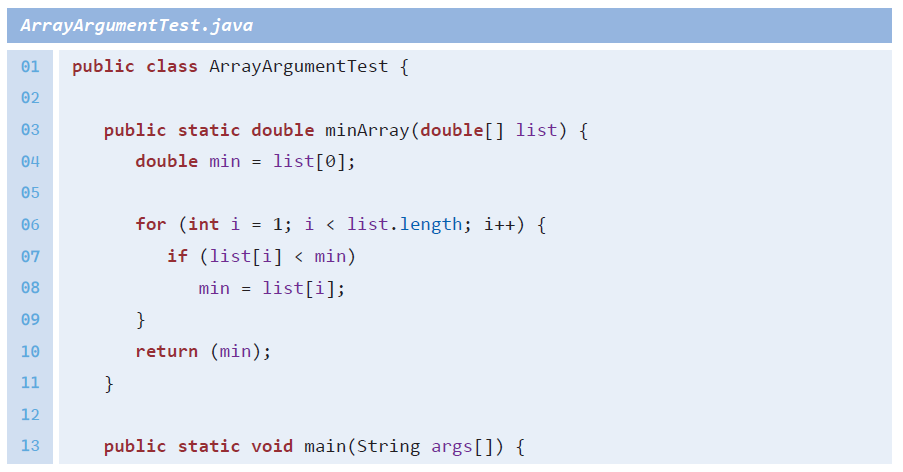 ArrayArgumentTest.java
01 public class ArrayArgumentTest {
02
03 public static double minArray(double[] list) {
04 double min = list[0];
05
06 for (int i = 1; i < list.length; i++) {
07 if (list[i] < min)
08 min = list[i];
09 }
10 return (min);
11 }
12
13 public static void main(String args[]) {